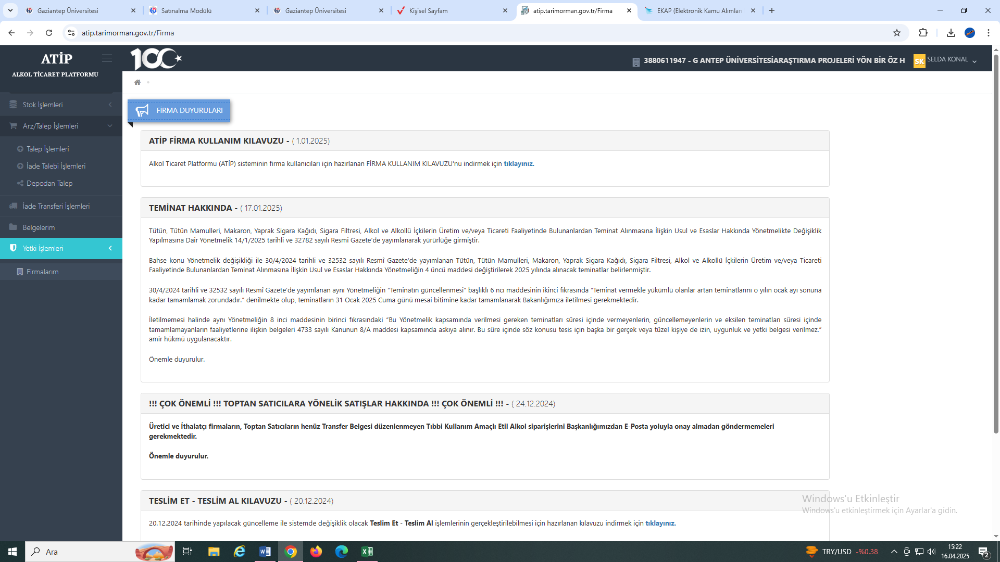 Gaziantep Üniversitesi
Satınalma Modülü
Gaziantep Üniversitesi
Kişisel Sayfam
atip.tarimorman.gov.tr/Firma
EKAP (Elektronik Kamu Alımları
atip.tarimorman.gov.tr/Firma
ATİP
ALKOL TİCARET PLATFORMU
100
3880611947 - G ANTEP ÜNİVERSİTESİARAŞTIRMA PROJELERİ YÖN BİR ÖZ H
SK
SELDA KONAL
Stok İşlemleri
Arz/Talep İşlemleri
Talep İşlemleri
İade Talebi İşlemleri
Depodan Talep
İade Transferi İşlemleri
Belgelerim
Yetki İşlemleri
Firmalarım
FİRMA DUYURULARI
ATİP FİRMA KULLANIM KILAVUZU - ( 1.01.2025)
Alkol Ticaret Platformu (ATİP) sisteminin firma kullanıcıları için hazırlanan FİRMA KULLANIM KILAVUZU'nu indirmek için tıklayınız.
TEMİNAT HAKKINDA - ( 17.01.2025)
Tütün, Tütün Mamulleri, Makaron, Yaprak Sigara Kağıdı, Sigara Filtresi, Alkol ve Alkollü İçkilerin Üretim ve/veya Ticareti Faaliyetinde Bulunanlardan Teminat Alınmasına İlişkin Usul ve Esaslar Hakkında Yönetmelikte Değişiklik
Yapılmasına Dair Yönetmelik 14/1/2025 tarihli ve 32782 sayılı Resmi Gazete’de yayımlanarak yürürlüğe girmiştir.
Bahse konu Yönetmelik değişikliği ile 30/4/2024 tarihli ve 32532 sayılı Resmî Gazete’de yayımlanan Tütün, Tütün Mamulleri, Makaron, Yaprak Sigara Kağıdı, Sigara Filtresi, Alkol ve Alkollü İçkilerin Üretim ve/veya Ticareti
Faaliyetinde Bulunanlardan Teminat Alınmasına İlişkin Usul ve Esaslar Hakkında Yönetmeliğin 4 üncü maddesi değiştirilerek 2025 yılında alınacak teminatlar belirlenmiştir.
30/4/2024 tarihli ve 32532 sayılı Resmî Gazete’de yayımlanan aynı Yönetmeliğin “Teminatın güncellenmesi” başlıklı 6 ncı maddesinin ikinci fıkrasında “Teminat vermekle yükümlü olanlar artan teminatlarını o yılın ocak ayı sonuna
kadar tamamlamak zorundadır.” denilmekte olup, teminatların 31 Ocak 2025 Cuma günü mesai bitimine kadar tamamlanarak Bakanlığımıza iletilmesi gerekmektedir.
İletilmemesi halinde aynı Yönetmeliğin 8 inci maddesinin birinci fıkrasındaki “Bu Yönetmelik kapsamında verilmesi gereken teminatları süresi içinde vermeyenlerin, güncellemeyenlerin ve eksilen teminatları süresi içinde
tamamlamayanların faaliyetlerine ilişkin belgeleri 4733 sayılı Kanunun 8/A maddesi kapsamında askıya alınır. Bu süre içinde söz konusu tesis için başka bir gerçek veya tüzel kişiye de izin, uygunluk ve yetki belgesi verilmez.”
amir hükmü uygulanacaktır.
Önemle duyurulur.
!!! ÇOK ÖNEMLİ !!! TOPTAN SATICILARA YÖNELİK SATIŞLAR HAKKINDA !!! ÇOK ÖNEMLİ !!! - ( 24.12.2024)
Üretici ve İthalatçı firmaların, Toptan Satıcıların henüz Transfer Belgesi düzenlenmeyen Tıbbi Kullanım Amaçlı Etil Alkol siparişlerini Başkanlığımızdan E-Posta yoluyla onay almadan göndermemeleri
gerekmektedir.
Önemle duyurulur.
TESLİM ET - TESLİM AL KILAVUZU - ( 20.12.2024)
20.12.2024 tarihinde yapılacak güncelleme ile sistemde değişiklik olacak Teslim Et - Teslim Al işlemlerinin gerçekleştirilebilmesi için hazırlanan kılavuzu indirmek için tıklayınız.
Windows'u Etkinleştir
Windows'u etkinleştirmek için Ayarlar'a gidin.
Ara
TRY/USD -%0,38
15:22
16.04.2025
2